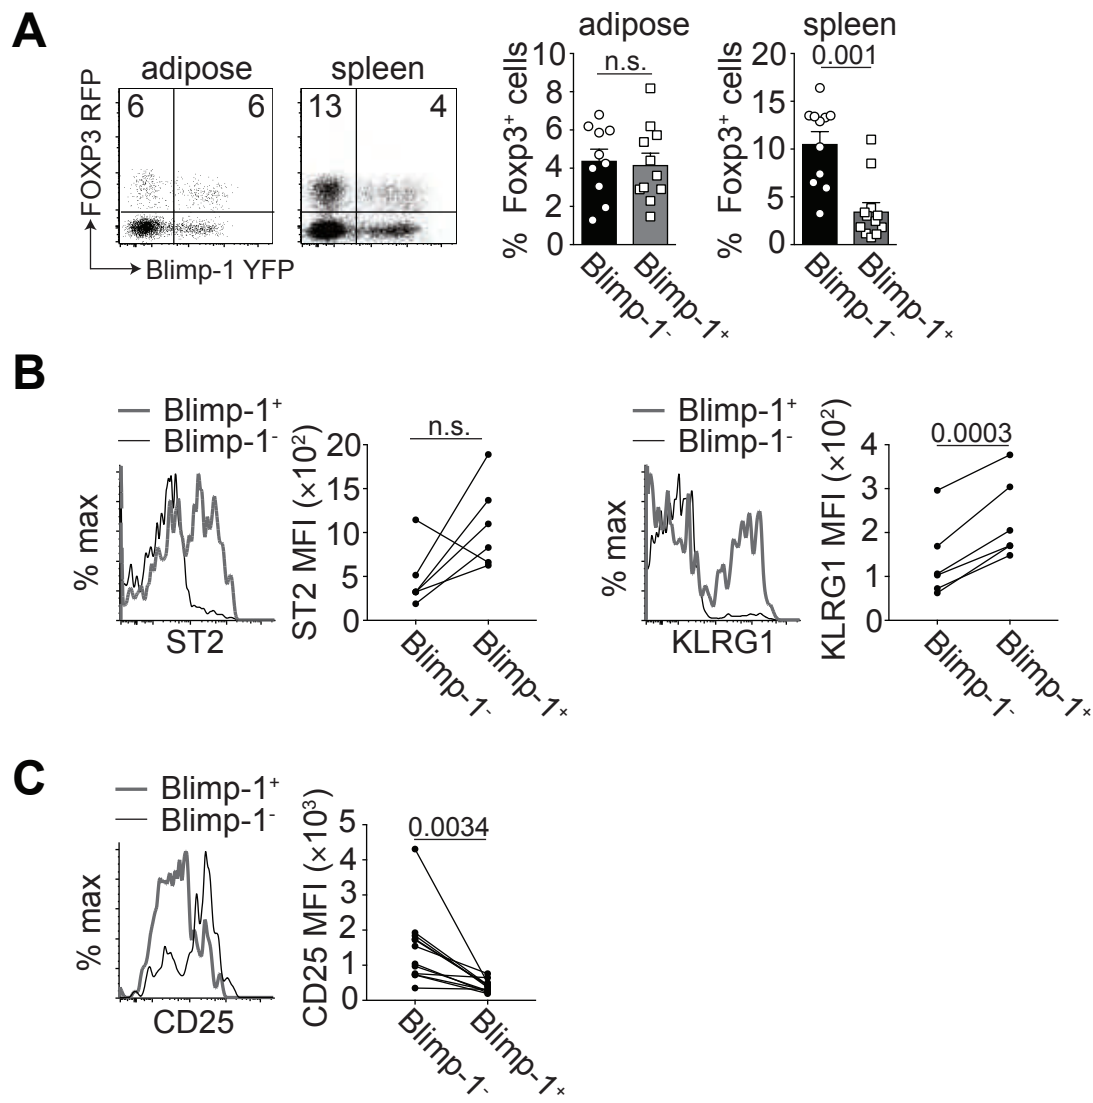 A
adipose
spleen
6
6
13
4
FOXP3 RFP
Blimp-1 YFP
adipose
% Foxp3⁺ cells
10
8
6
4
2
0
n.s.
Blimp-1⁻
Blimp-1⁺
spleen
% Foxp3⁺ cells
20
15
10
5
0
0.001
Blimp-1⁻
Blimp-1⁺
B
Blimp-1⁺
Blimp-1⁻
% max
ST2
ST2 MFI (×10²)
20
15
10
5
0
n.s.
Blimp-1⁻
Blimp-1⁺
Blimp-1⁺
Blimp-1⁻
% max
KLRG1
KLRG1 MFI (×10²)
4
3
2
1
0
0.0003
Blimp-1⁻
Blimp-1⁺
C
Blimp-1⁺
Blimp-1⁻
% max
CD25
CD25 MFI (×10³)
5
4
3
2
1
0
0.0034
Blimp-1⁻
Blimp-1⁺